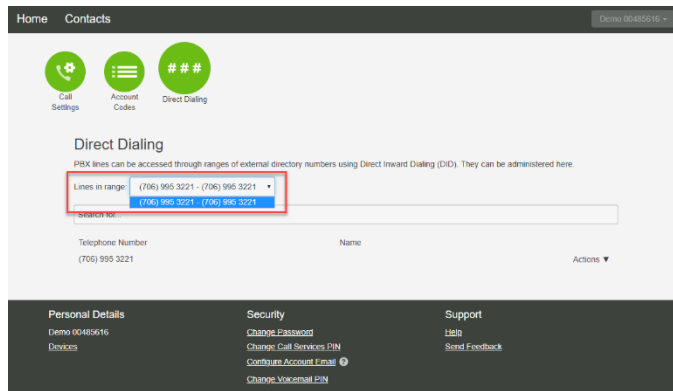 Home Contacts Demo 00485616
###
Call Settings
Account Codes
Direct Dialing
Direct Dialing
PBX lines can be accessed through ranges of external directory numbers using Direct Inward Dialing (DID). They can be administered here.
Lines in range: (706) 995 3221 - (706) 995 3221
(706) 995 3221 - (706) 995 3221
Search for...
Telephone Number Name
(706) 995 3221 Actions ▼
Personal Details Security Support
Demo 00485616 Change Password Help
Devices Change Call Services PIN Send Feedback
Configure Account Email ?
Change Voicemail PIN